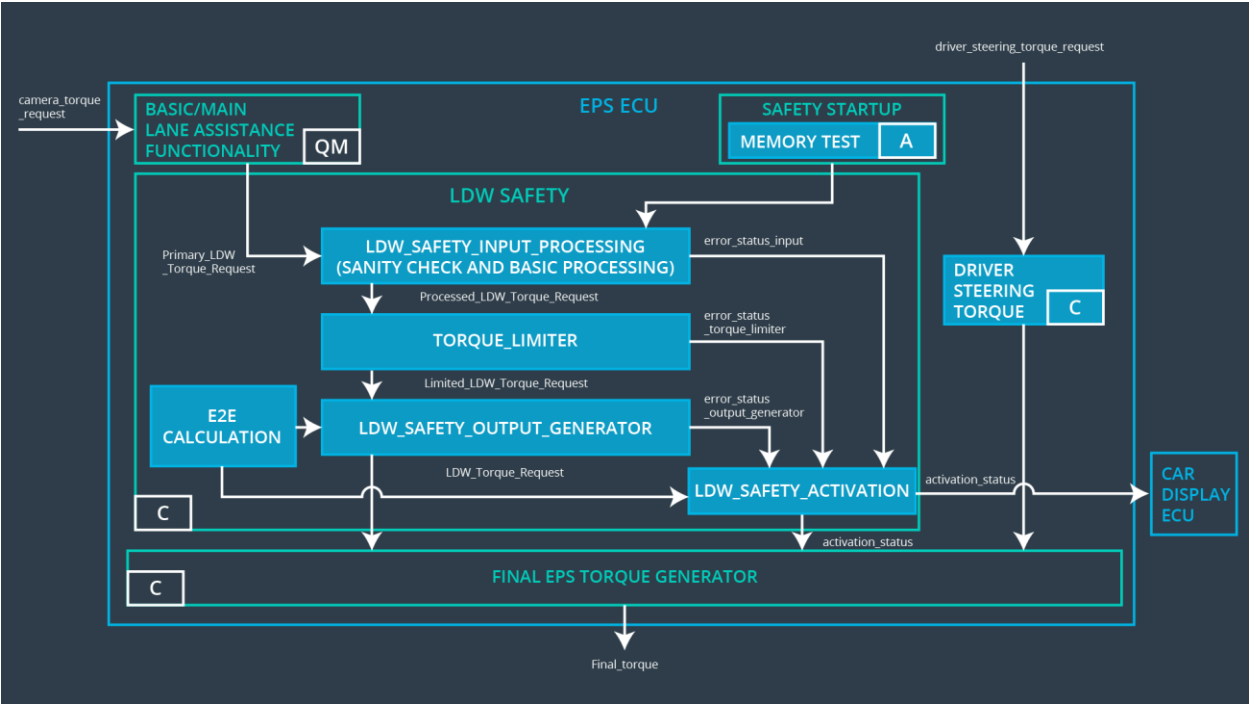 driver_steering_torque_request
camera_torque
_request
EPS ECU
BASIC/MAIN
LANE ASSISTANCE
FUNCTIONALITY
QM
SAFETY STARTUP
MEMORY TEST
A
LDW SAFETY
Primary_LDW
_Torque_Request
LDW_SAFETY_INPUT_PROCESSING
(SANITY CHECK AND BASIC PROCESSING)
error_status_input
DRIVER
STEERING
TORQUE
C
Processed_LDW_Torque_Request
TORQUE_LIMITER
error_status
_torque_limiter
Limited_LDW_Torque_Request
E2E
CALCULATION
LDW_SAFETY_OUTPUT_GENERATOR
error_status
_output_generator
LDW_Torque_Request
LDW_SAFETY_ACTIVATION
activation_status
CAR
DISPLAY
ECU
C
activation_status
FINAL EPS TORQUE GENERATOR
C
Final_torque